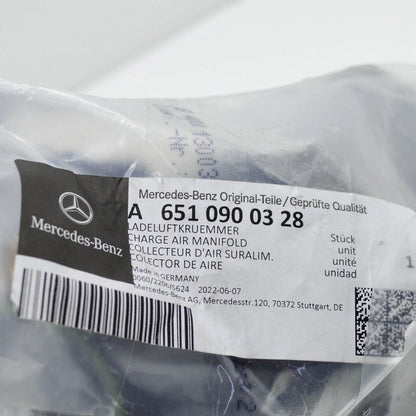 Mercedes-Benz Original-Teile/Geprüfte Qualität
Mercedes-Benz
A 651 090 03 28
LADELUFTKRUEMMER
CHARGE AIR MANIFOLD
COLLECTEUR D'AIR SURALIM.
COLECTOR DE AIRE
Stück
unit
unité
unidad
1
Made in GERMANY
2022-06-07
Mercedes-Benz AG, Mercedesstr.120, 70372 Stuttgart, DE